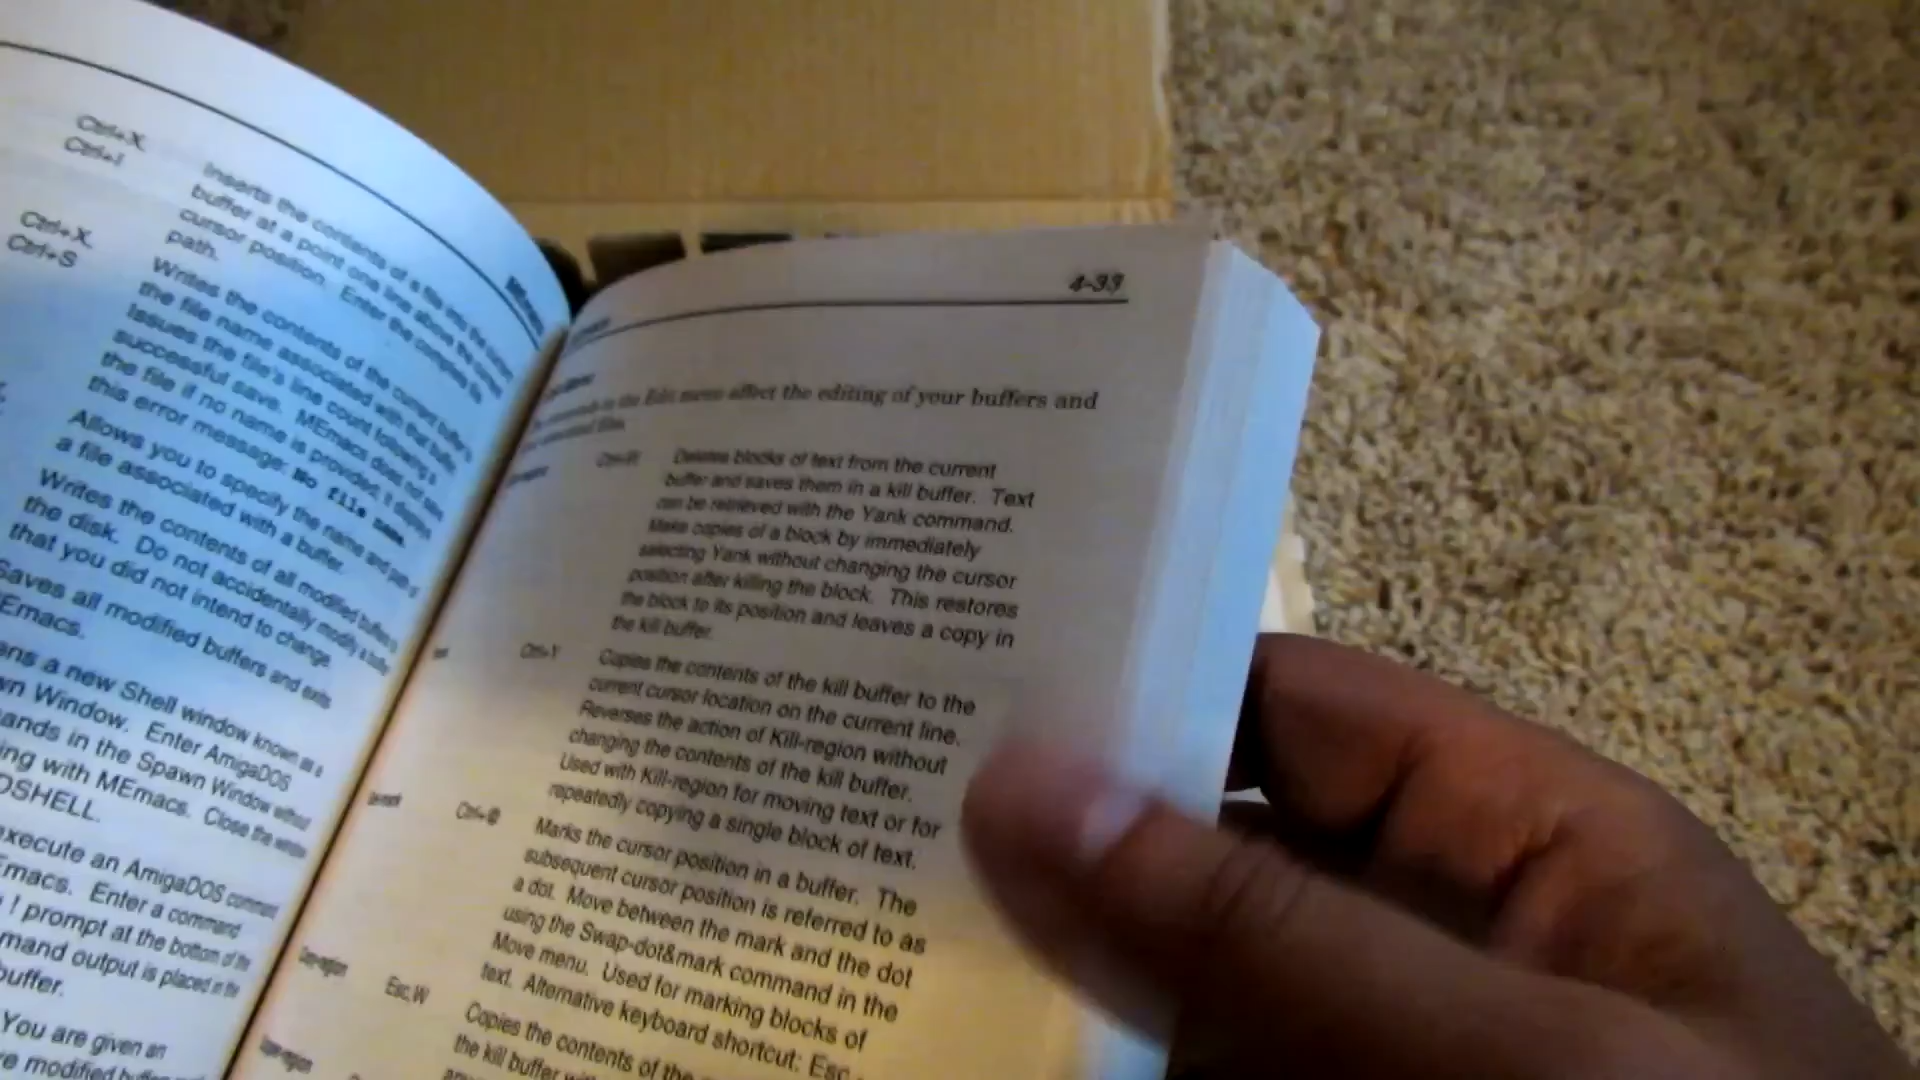 Ctrl+X
Ctrl+I
Inserts the contents of a file into the current
buffer at a point one line above the current
cursor position. Enter the complete file
path.
Ctrl+X
Ctrl+S
Writes the contents of the current buffer to
the file name associated with that buffer.
Issues the file's line count following a
successful save. MEmacs does not save
the file if no name is provided; it displays
this error message: No file name.
Allows you to specify the name and path of
a file associated with a buffer.
Writes the contents of all modified buffers to
the disk. Do not accidentally modify a buffer
that you did not intend to change.
Saves all modified buffers and exits
Emacs.
ens a new Shell window known as a
wn Window. Enter AmigaDOS
ands in the Spawn Window without
ing with MEmacs. Close the window
DSHELL.
execute an AmigaDOS command
Emacs. Enter a command
! prompt at the bottom of the
mand output is placed in the
buffer.
You are given an
e modified buffer
4-33
in the Edit menu affect the editing of your buffers and
Deletes blocks of text from the current
buffer and saves them in a kill buffer. Text
can be retrieved with the Yank command.
Make copies of a block by immediately
selecting Yank without changing the cursor
position after killing the block. This restores
the block to its position and leaves a copy in
the kill buffer.
Ctrl+Y
Copies the contents of the kill buffer to the
current cursor location on the current line.
Reverses the action of Kill-region without
changing the contents of the kill buffer.
Used with Kill-region for moving text or for
repeatedly copying a single block of text.
Ctrl+@
Marks the cursor position in a buffer. The
subsequent cursor position is referred to as
a dot. Move between the mark and the dot
using the Swap-dot&mark command in the
Move menu. Used for marking blocks of
text. Alternative keyboard shortcut: Esc
Copy-region
Esc,W
Copies the contents of the
the kill buffer